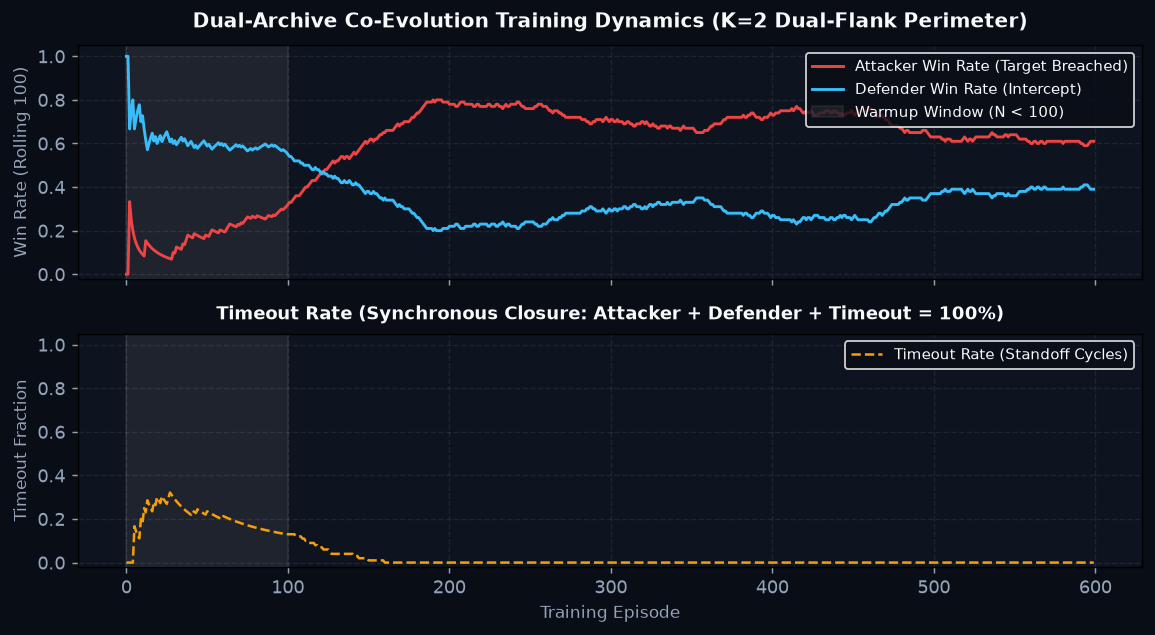 Dual-Archive Co-Evolution Training Dynamics (K=2 Dual-Flank Perimeter)
Win Rate (Rolling 100)
1.0
0.8
0.6
0.4
0.2
0.0
Attacker Win Rate (Target Breached)
Defender Win Rate (Intercept)
Warmup Window (N < 100)
Timeout Rate (Synchronous Closure: Attacker + Defender + Timeout = 100%)
Timeout Fraction
1.0
0.8
0.6
0.4
0.2
0.0
Timeout Rate (Standoff Cycles)
0 100 200 300 400 500 600
Training Episode